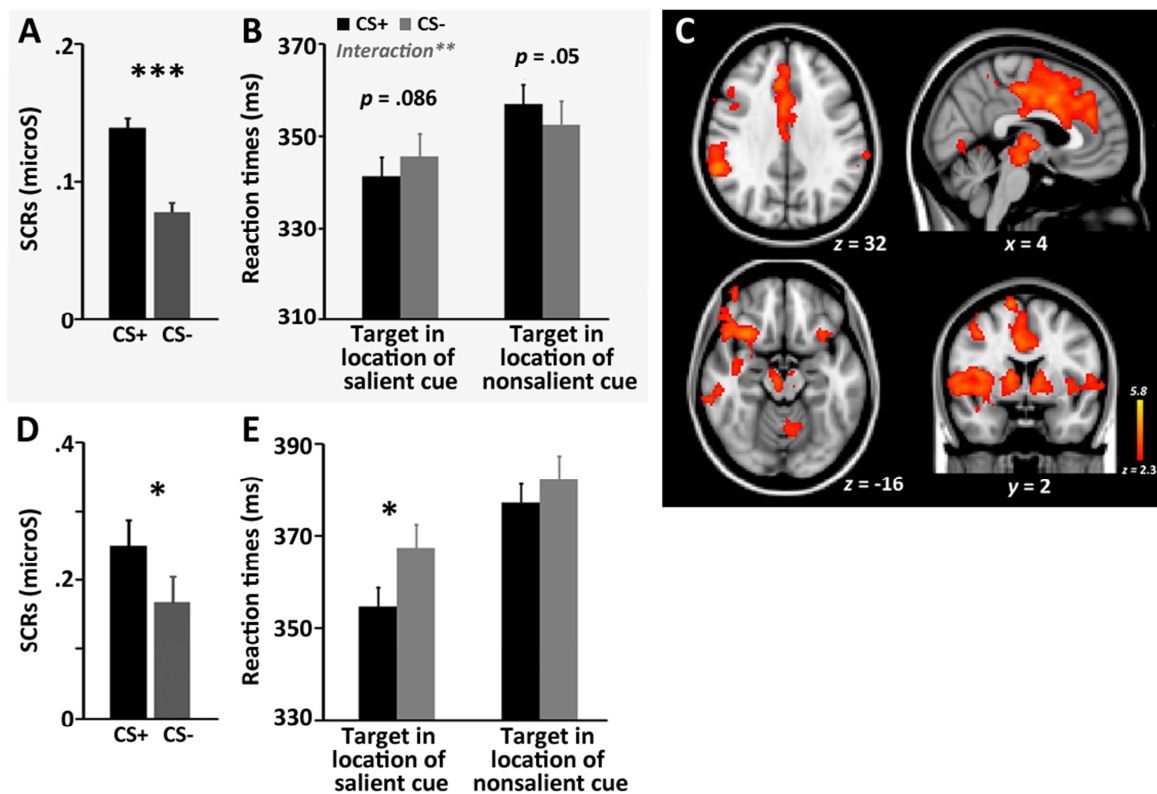 A
.2
.1
0
SCRs (microS)
***
CS+ CS-
B
CS+ CS-
Interaction**
370
350
330
310
Reaction times (ms)
p = .086
p = .05
Target in
location of
salient cue
Target in
location of
nonsalient cue
C
z = 32
x = 4
z = -16
y = 2
5.8
z = 2.3
D
.4
.2
0
SCRs (microS)
*
CS+ CS-
E
390
370
350
330
Reaction times (ms)
*
Target in
location of
salient cue
Target in
location of
nonsalient cue